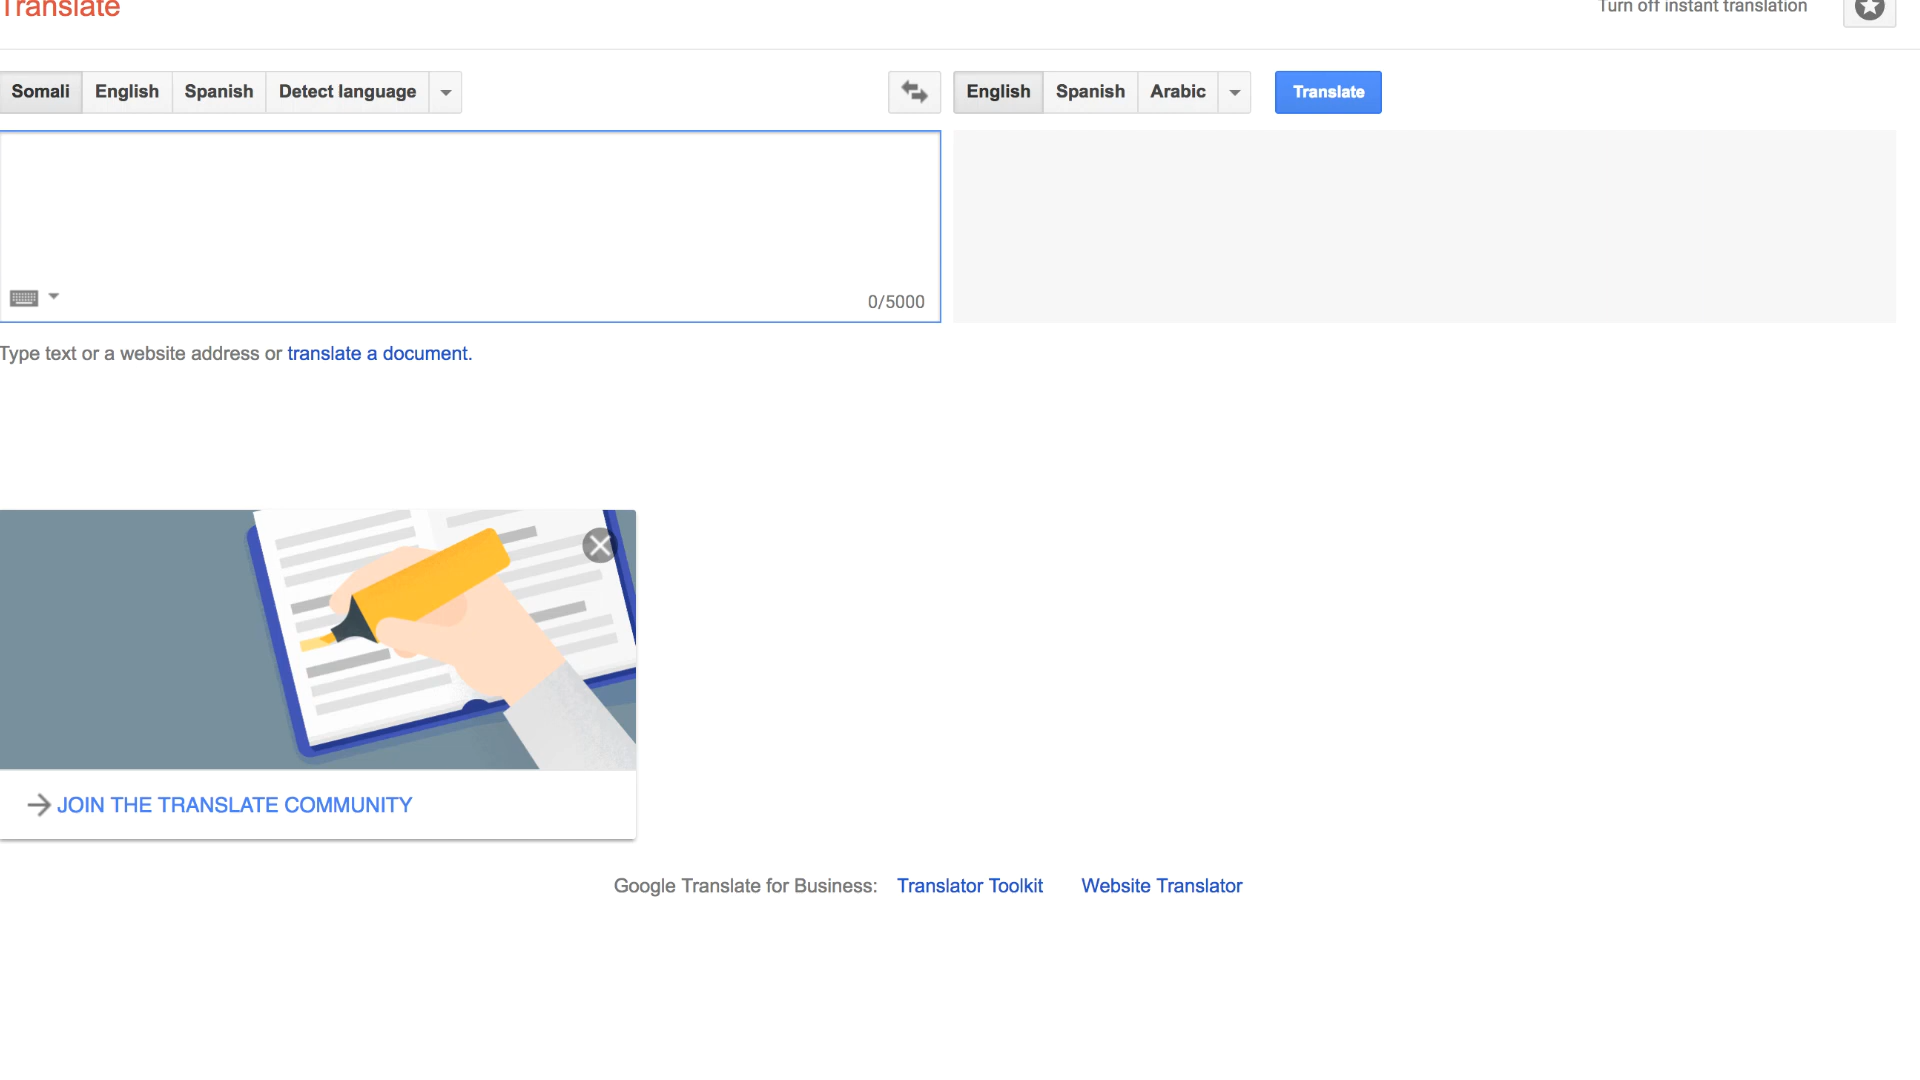 Translate
Turn off instant translation
Somali English Spanish Detect language
English Spanish Arabic Translate
0/5000
Type text or a website address or translate a document.
JOIN THE TRANSLATE COMMUNITY
Google Translate for Business: Translator Toolkit Website Translator